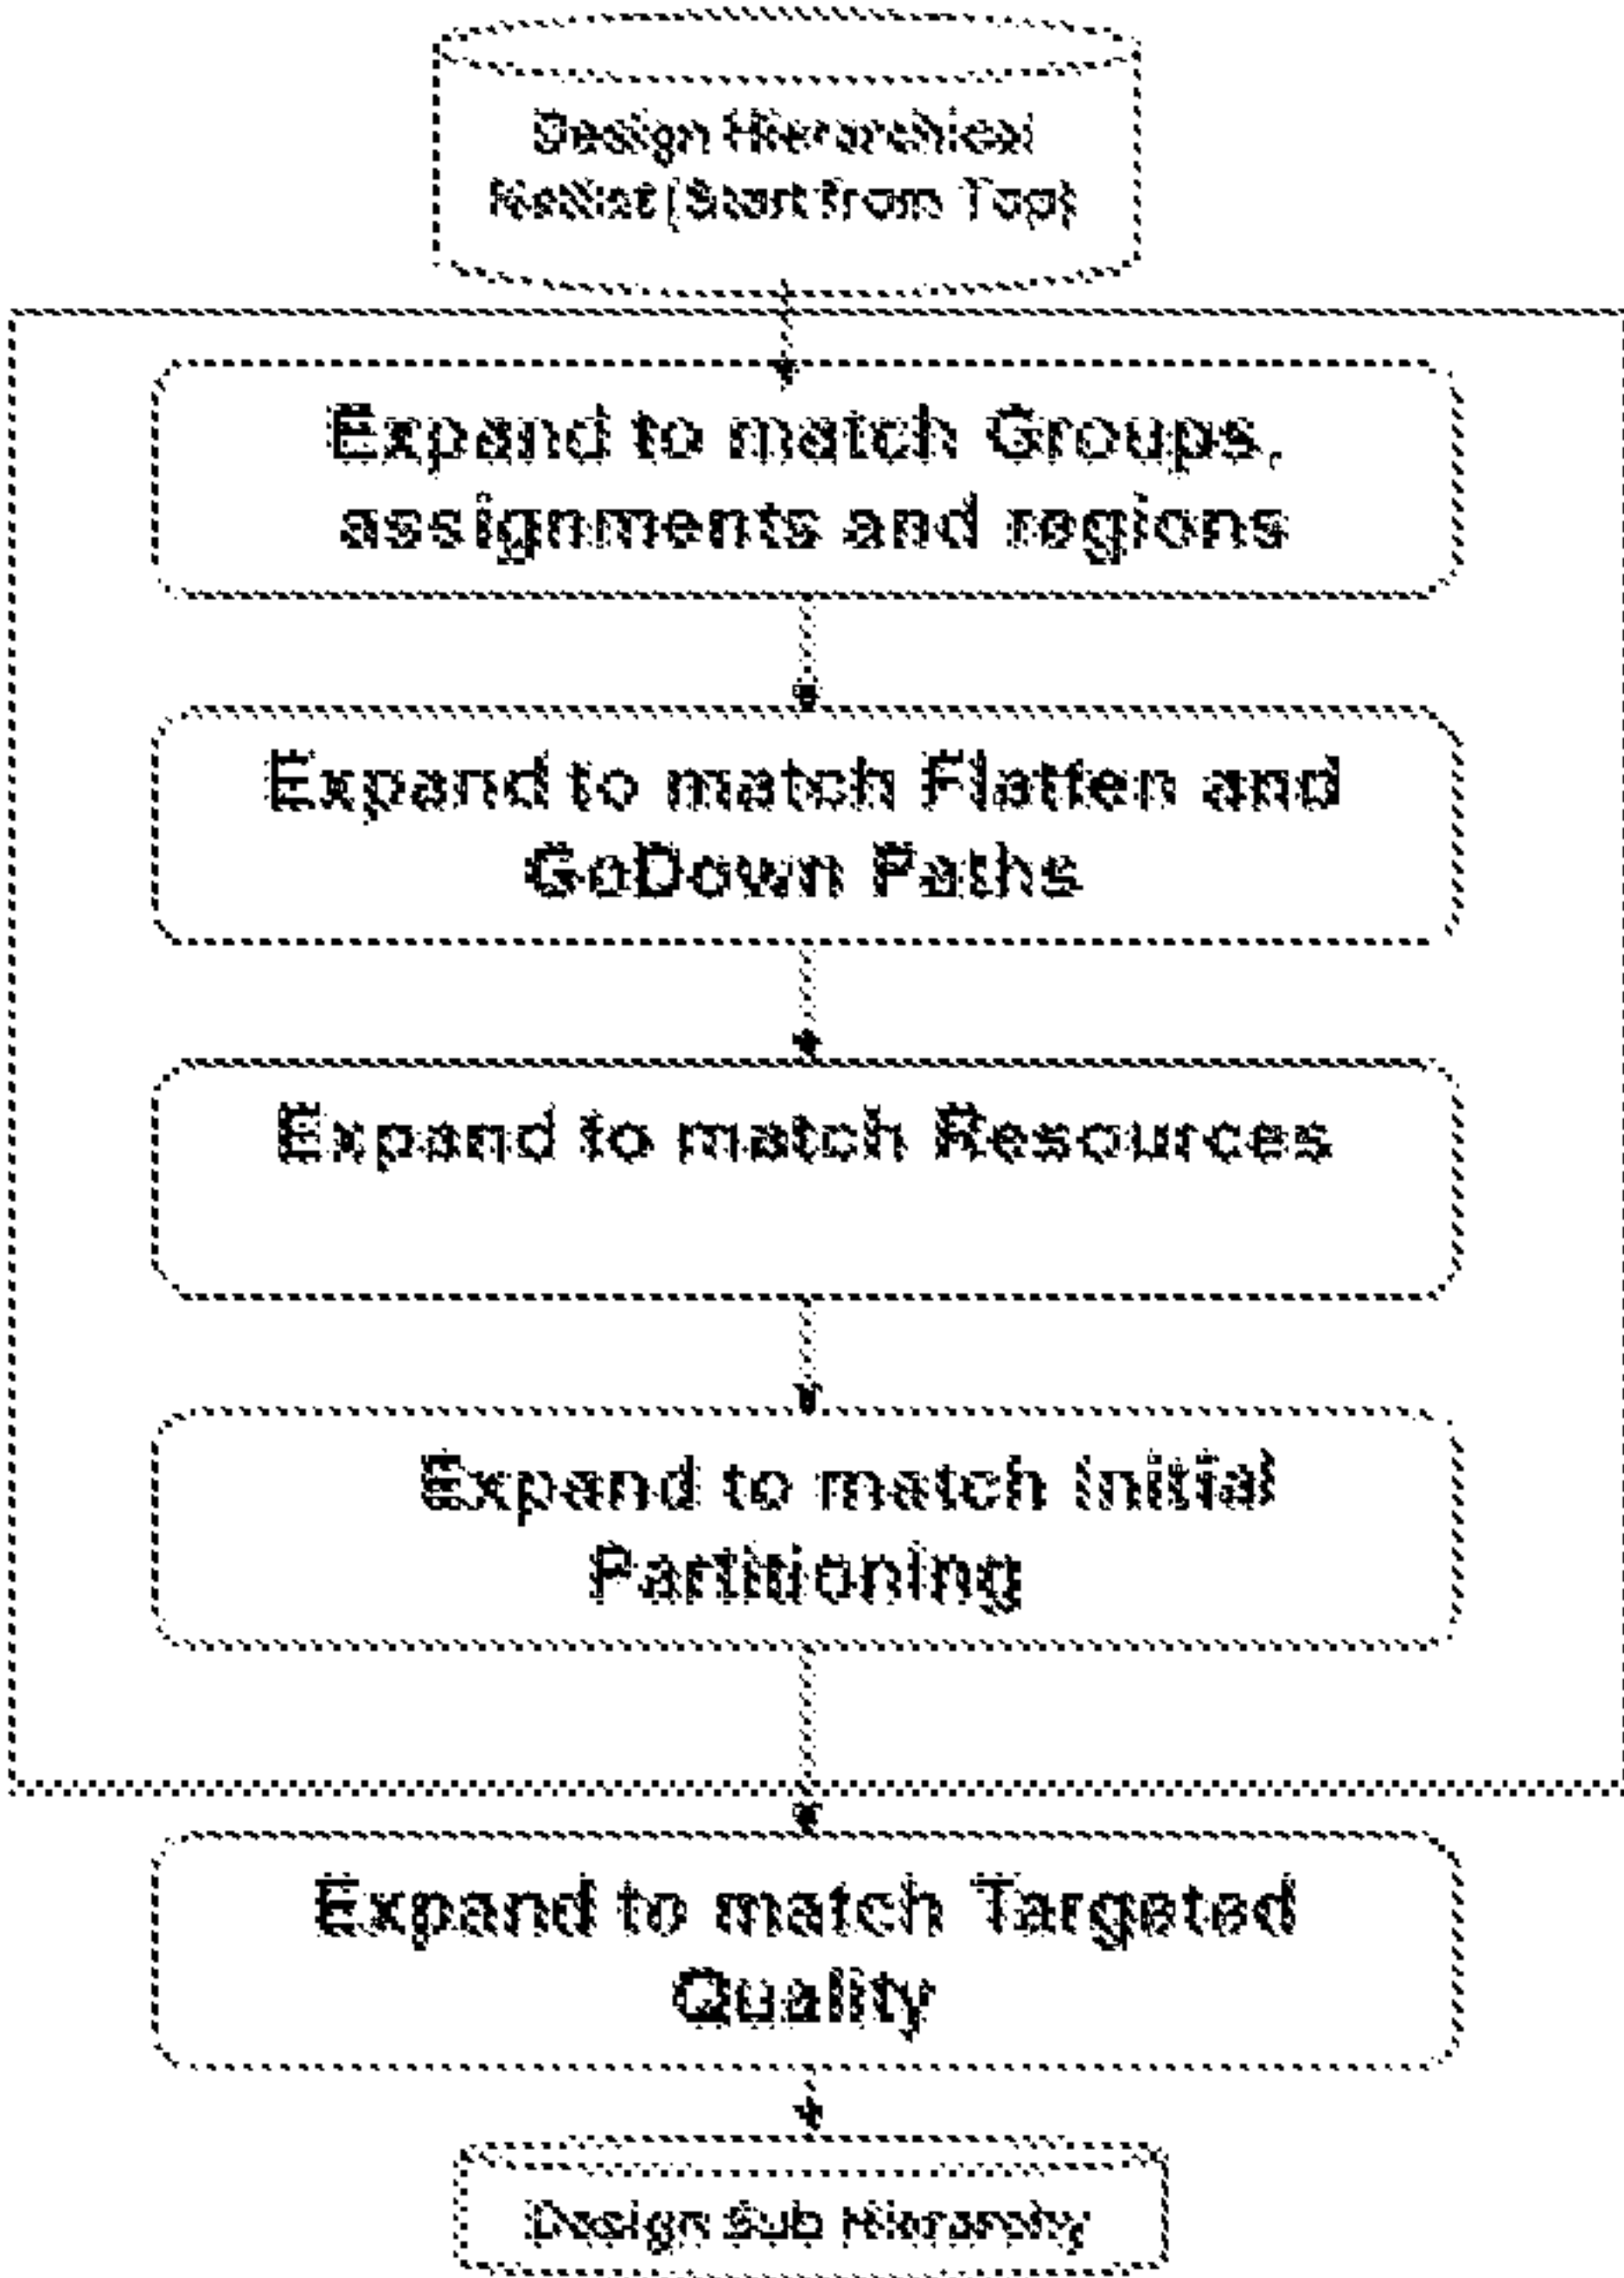 Design Hierarchical
Netlist (Start from Top)
Expand to match Groups,
assignments and regions
Expand to match Flatten and
GoDown Paths
Expand to match Resources
Expand to match Initial
Partitioning
Expand to match Targeted
Quality
Design Sub Hierarchy